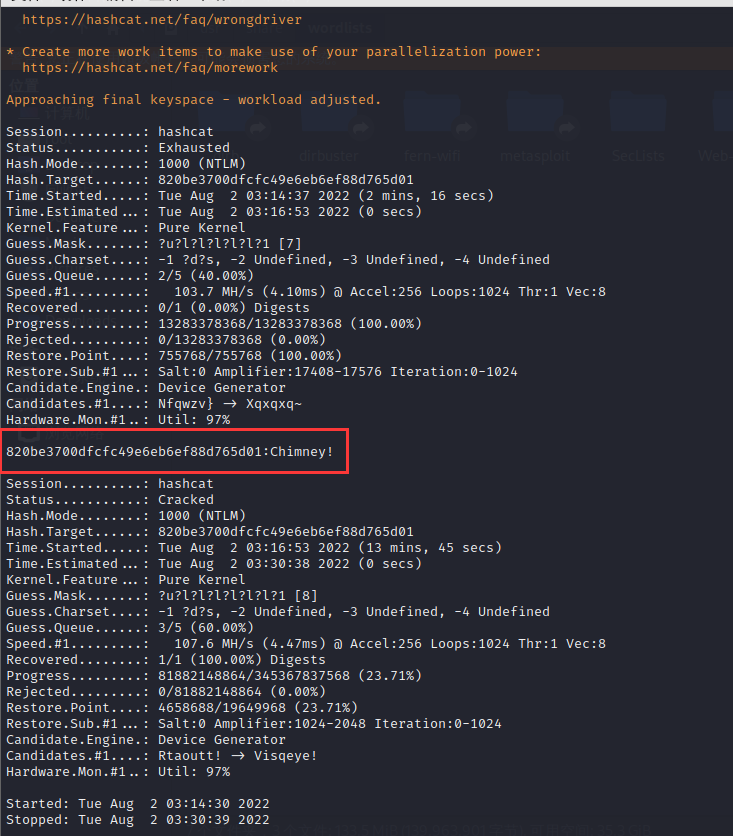 https://hashcat.net/faq/wrongdriver
* Create more work items to make use of your parallelization power:
https://hashcat.net/faq/morework
Approaching final keyspace - workload adjusted.
Session..........: hashcat
Status...........: Exhausted
Hash.Mode........: 1000 (NTLM)
Hash.Target......: 820be3700dfcfc49e6eb6ef88d765d01
Time.Started.....: Tue Aug  2 03:14:37 2022 (2 mins, 16 secs)
Time.Estimated...: Tue Aug  2 03:16:53 2022 (0 secs)
Kernel.Feature...: Pure Kernel
Guess.Mask.......: ?u?l?l?l?l?l?1 [7]
Guess.Charset....: -1 ?d?s, -2 Undefined, -3 Undefined, -4 Undefined
Guess.Queue......: 2/5 (40.00%)
Speed.#1.........:   103.7 MH/s (4.10ms) @ Accel:256 Loops:1024 Thr:1 Vec:8
Recovered........: 0/1 (0.00%) Digests
Progress.........: 13283378368/13283378368 (100.00%)
Rejected.........: 0/13283378368 (0.00%)
Restore.Point....: 755768/755768 (100.00%)
Restore.Sub.#1...: Salt:0 Amplifier:17408-17576 Iteration:0-1024
Candidate.Engine.: Device Generator
Candidates.#1....: Nfqwzv} -> Xqxqxq~
Hardware.Mon.#1..: Util: 97%
820be3700dfcfc49e6eb6ef88d765d01:Chimney!
Session..........: hashcat
Status...........: Cracked
Hash.Mode........: 1000 (NTLM)
Hash.Target......: 820be3700dfcfc49e6eb6ef88d765d01
Time.Started.....: Tue Aug  2 03:16:53 2022 (13 mins, 45 secs)
Time.Estimated...: Tue Aug  2 03:30:38 2022 (0 secs)
Kernel.Feature...: Pure Kernel
Guess.Mask.......: ?u?l?l?l?l?l?l?1 [8]
Guess.Charset....: -1 ?d?s, -2 Undefined, -3 Undefined, -4 Undefined
Guess.Queue......: 3/5 (60.00%)
Speed.#1.........:   107.6 MH/s (4.47ms) @ Accel:256 Loops:1024 Thr:1 Vec:8
Recovered........: 1/1 (100.00%) Digests
Progress.........: 81882148864/345367837568 (23.71%)
Rejected.........: 0/81882148864 (0.00%)
Restore.Point....: 4658688/19649968 (23.71%)
Restore.Sub.#1...: Salt:0 Amplifier:1024-2048 Iteration:0-1024
Candidate.Engine.: Device Generator
Candidates.#1....: Rtaoutt! -> Visqeye!
Hardware.Mon.#1..: Util: 97%
Started: Tue Aug  2 03:14:30 2022
Stopped: Tue Aug  2 03:30:39 2022